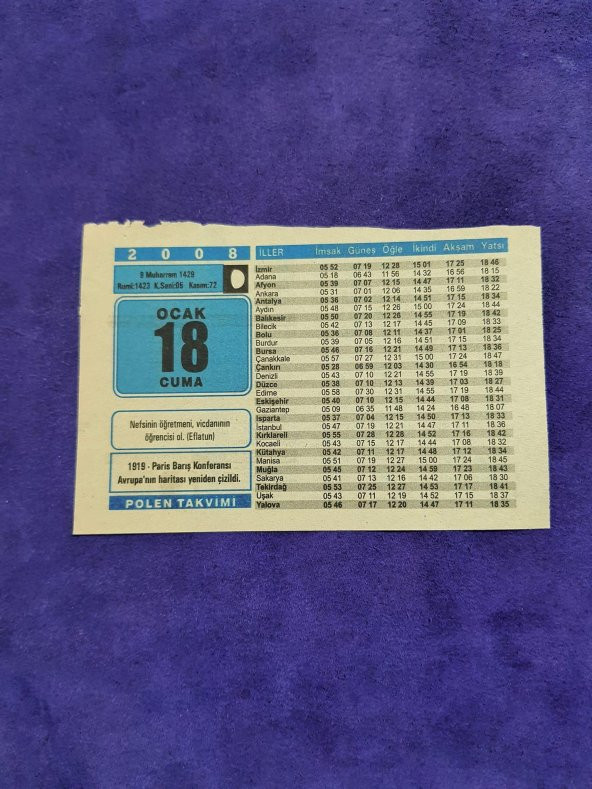 2 0 0 8
9 Muharrem 1429
Rumi:1423 K.Sani:05 Kasım:72
OCAK
18
CUMA
Nefsinin öğretmeni, vicdanının
öğrencisi ol. (Eflatun)
1919 - Paris Barış Konferansı
Avrupa'nın haritası yeniden çizildi.
POLEN TAKVİMİ
İLLER İmsak Güneş Öğle İkindi Akşam Yatsı
İzmir 05 52 07 19 12 28 15 01 17 25 18 46
Adana 05 18 06 43 11 56 14 32 16 56 18 15
Afyon 05 39 07 07 12 15 14 47 17 11 18 32
Ankara 05 31 07 01 12 06 14 35 16 59 18 22
Antalya 05 36 07 02 12 14 14 51 17 15 18 34
Aydın 05 48 07 15 12 26 15 00 17 24 18 44
Balıkesir 05 50 07 20 12 26 14 55 17 19 18 42
Bilecik 05 42 07 13 12 17 14 45 17 09 18 33
Bolu 05 36 07 08 12 11 14 37 17 01 18 25
Burdur 05 39 07 05 12 16 14 51 17 15 18 34
Bursa 05 46 07 16 12 21 14 49 17 13 18 36
Çanakkale 05 57 07 27 12 31 15 00 17 24 18 47
Çankırı 05 28 06 59 12 03 14 30 16 54 18 18
Denizli 05 43 07 10 12 21 14 55 17 19 18 39
Düzce 05 38 07 10 12 13 14 39 17 03 18 27
Edirne 05 58 07 30 12 31 14 55 17 19 18 44
Eskişehir 05 40 07 10 12 15 14 44 17 08 18 31
Gaziantep 05 09 06 35 11 48 14 24 16 48 18 07
Isparta 05 37 07 04 12 15 14 50 17 13 18 33
İstanbul 05 47 07 19 12 21 14 47 17 11 18 36
Kırklareli 05 55 07 28 12 28 14 52 17 16 18 42
Kocaeli 05 43 07 15 12 17 14 44 17 08 18 32
Kütahya 05 42 07 11 12 17 14 48 17 12 18 34
Manisa 05 51 07 19 12 27 15 00 17 24 18 45
Muğla 05 45 07 12 12 24 14 59 17 23 18 43
Sakarya 05 41 07 13 12 16 14 42 17 06 18 30
Tekirdağ 05 53 07 25 12 27 14 53 17 17 18 41
Uşak 05 43 07 11 12 19 14 52 17 15 18 37
Yalova 05 46 07 17 12 20 14 47 17 11 18 35